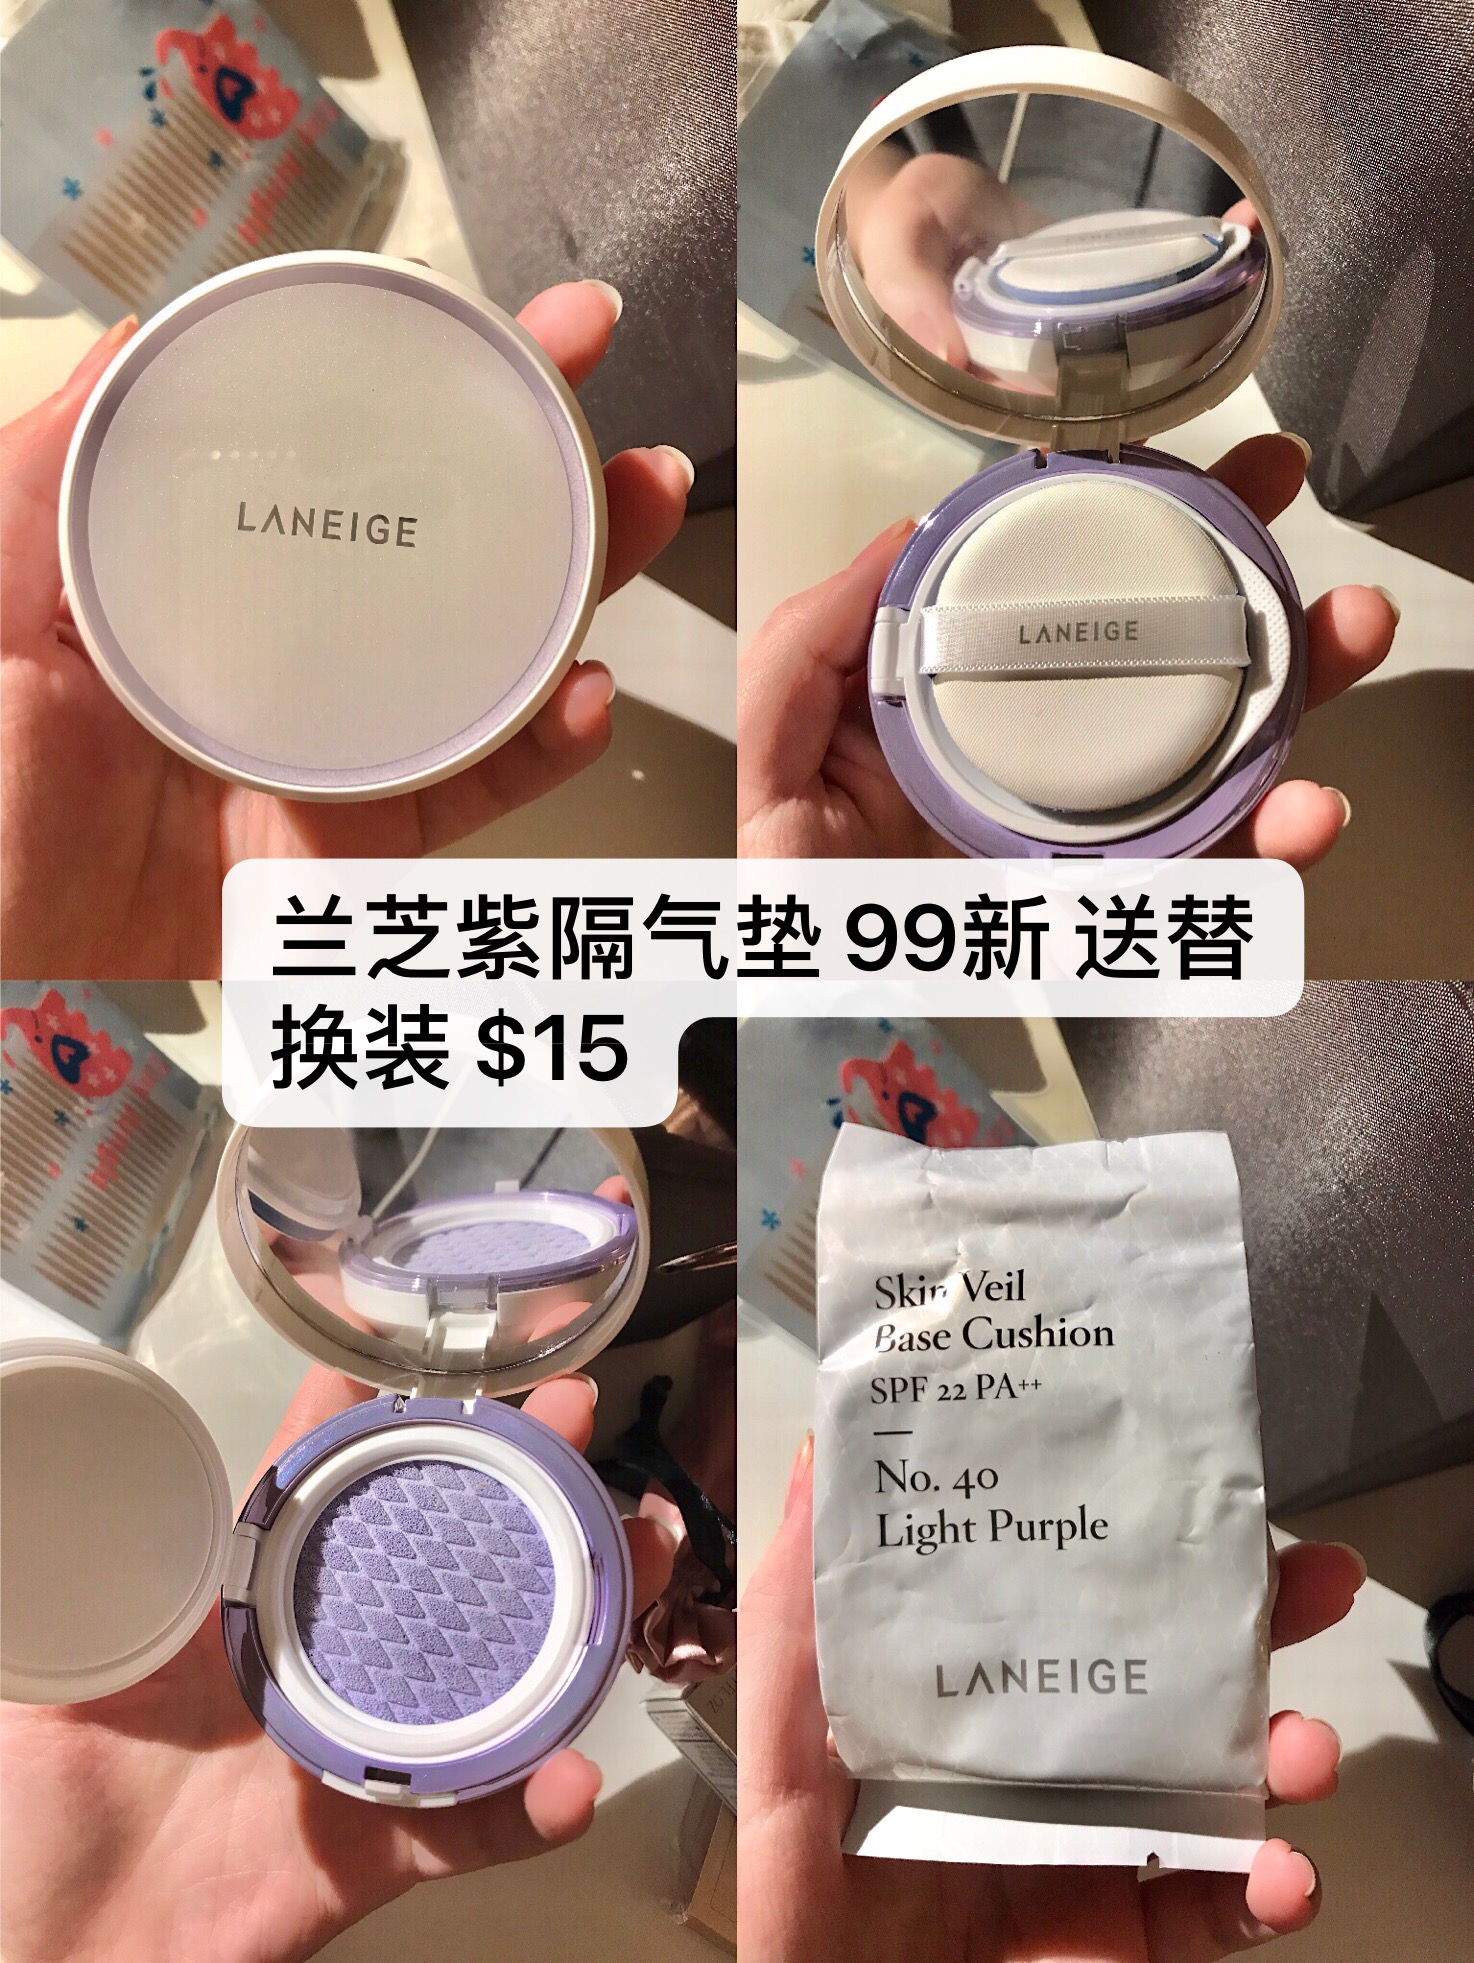 LANEIGE
LANEIGE
兰芝紫隔气垫 99新 送替
换装 $15
Skin Veil
Base Cushion
SPF 22 PA++
No. 40
Light Purple
LANEIGE